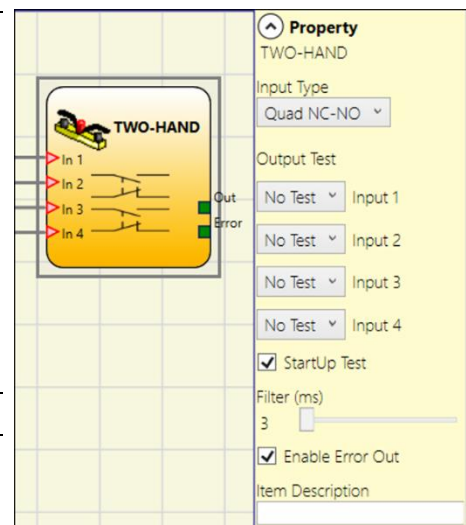 TWO-HAND
In 1
In 2
In 3
In 4
Out
Error
Property
TWO-HAND
Input Type
Quad NC-NO
Output Test
No Test Input 1
No Test Input 2
No Test Input 3
No Test Input 4
StartUp Test
Filter (ms)
3
Enable Error Out
Item Description